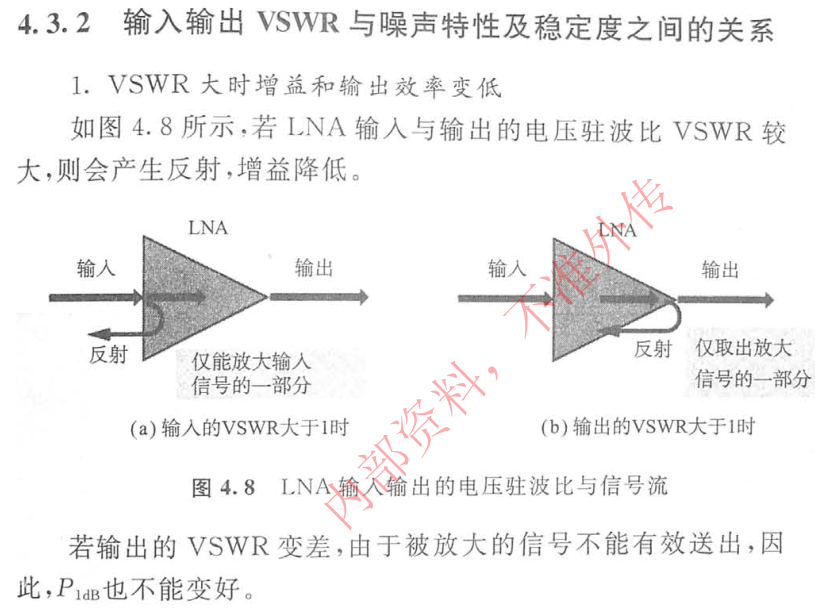 4.3.2 输入输出 VSWR 与噪声特性及稳定度之间的关系
1. VSWR 大时增益和输出效率变低
如图 4.8 所示,若 LNA 输入与输出的电压驻波比 VSWR 较
大,则会产生反射,增益降低。
LNA
输入
输出
反射
仅能放大输入
信号的一部分
(a) 输入的VSWR大于1时
LNA
输入
输出
反射
仅取出放大
信号的一部分
(b) 输出的VSWR大于1时
图 4.8 LNA 输入输出的电压驻波比与信号流
若输出的 VSWR 变差,由于被放大的信号不能有效送出,因
此,P1dB也不能变好。
内部资料，不准外传